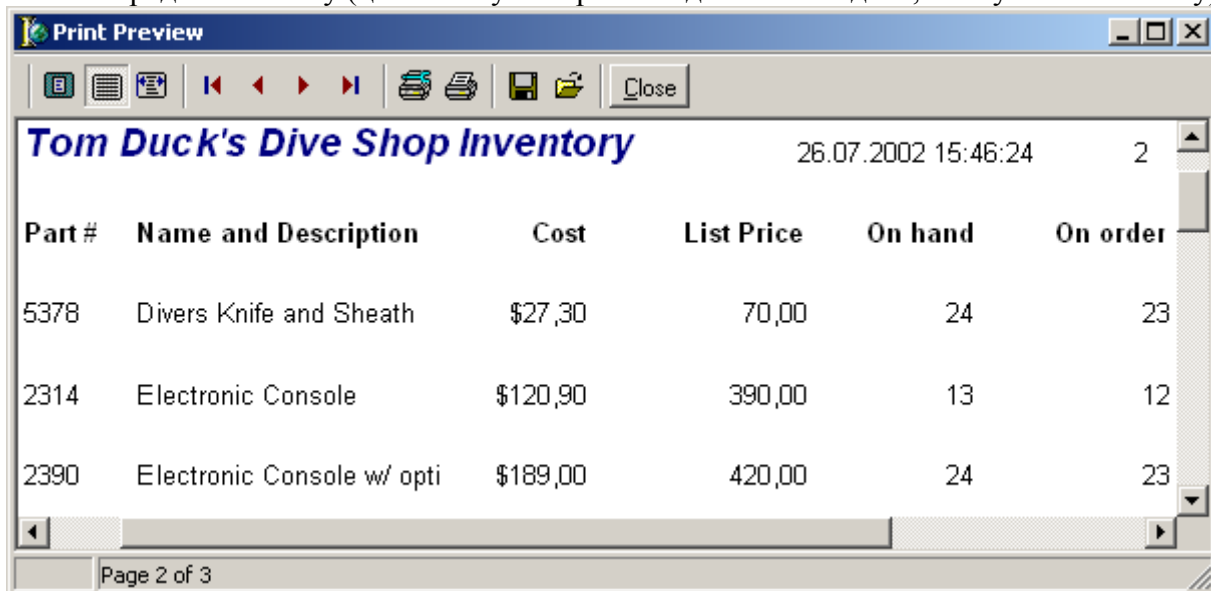 Print Preview
Close
Tom Duck's Dive Shop Inventory 26.07.2002 15:46:24 2
Part # Name and Description Cost List Price On hand On order
5378 Divers Knife and Sheath $27,30 70,00 24 23
2314 Electronic Console $120,90 390,00 13 12
2390 Electronic Console w/ opti $189,00 420,00 24 23
Page 2 of 3